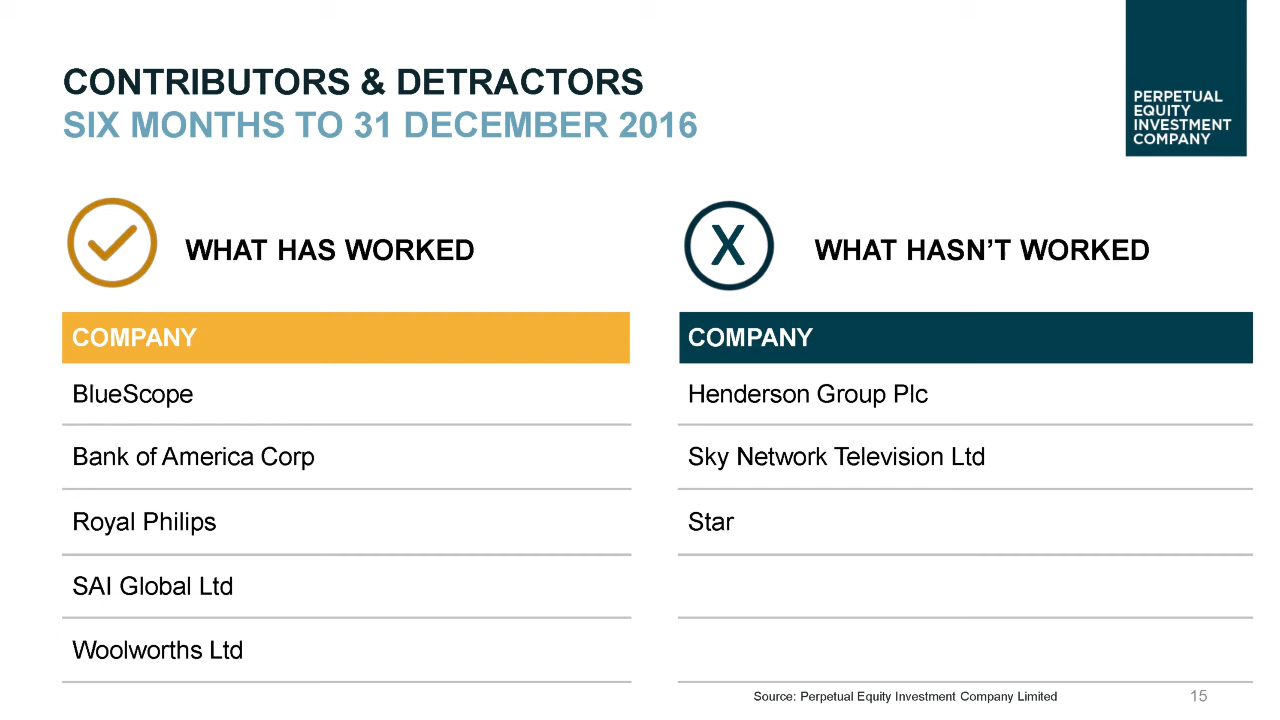 CONTRIBUTORS & DETRACTORS
SIX MONTHS TO 31 DECEMBER 2016
PERPETUAL
EQUITY
INVESTMENT
COMPANY
WHAT HAS WORKED
COMPANY
BlueScope
Bank of America Corp
Royal Philips
SAI Global Ltd
Woolworths Ltd
X
WHAT HASN’T WORKED
COMPANY
Henderson Group Plc
Sky Network Television Ltd
Star
Source: Perpetual Equity Investment Company Limited
15